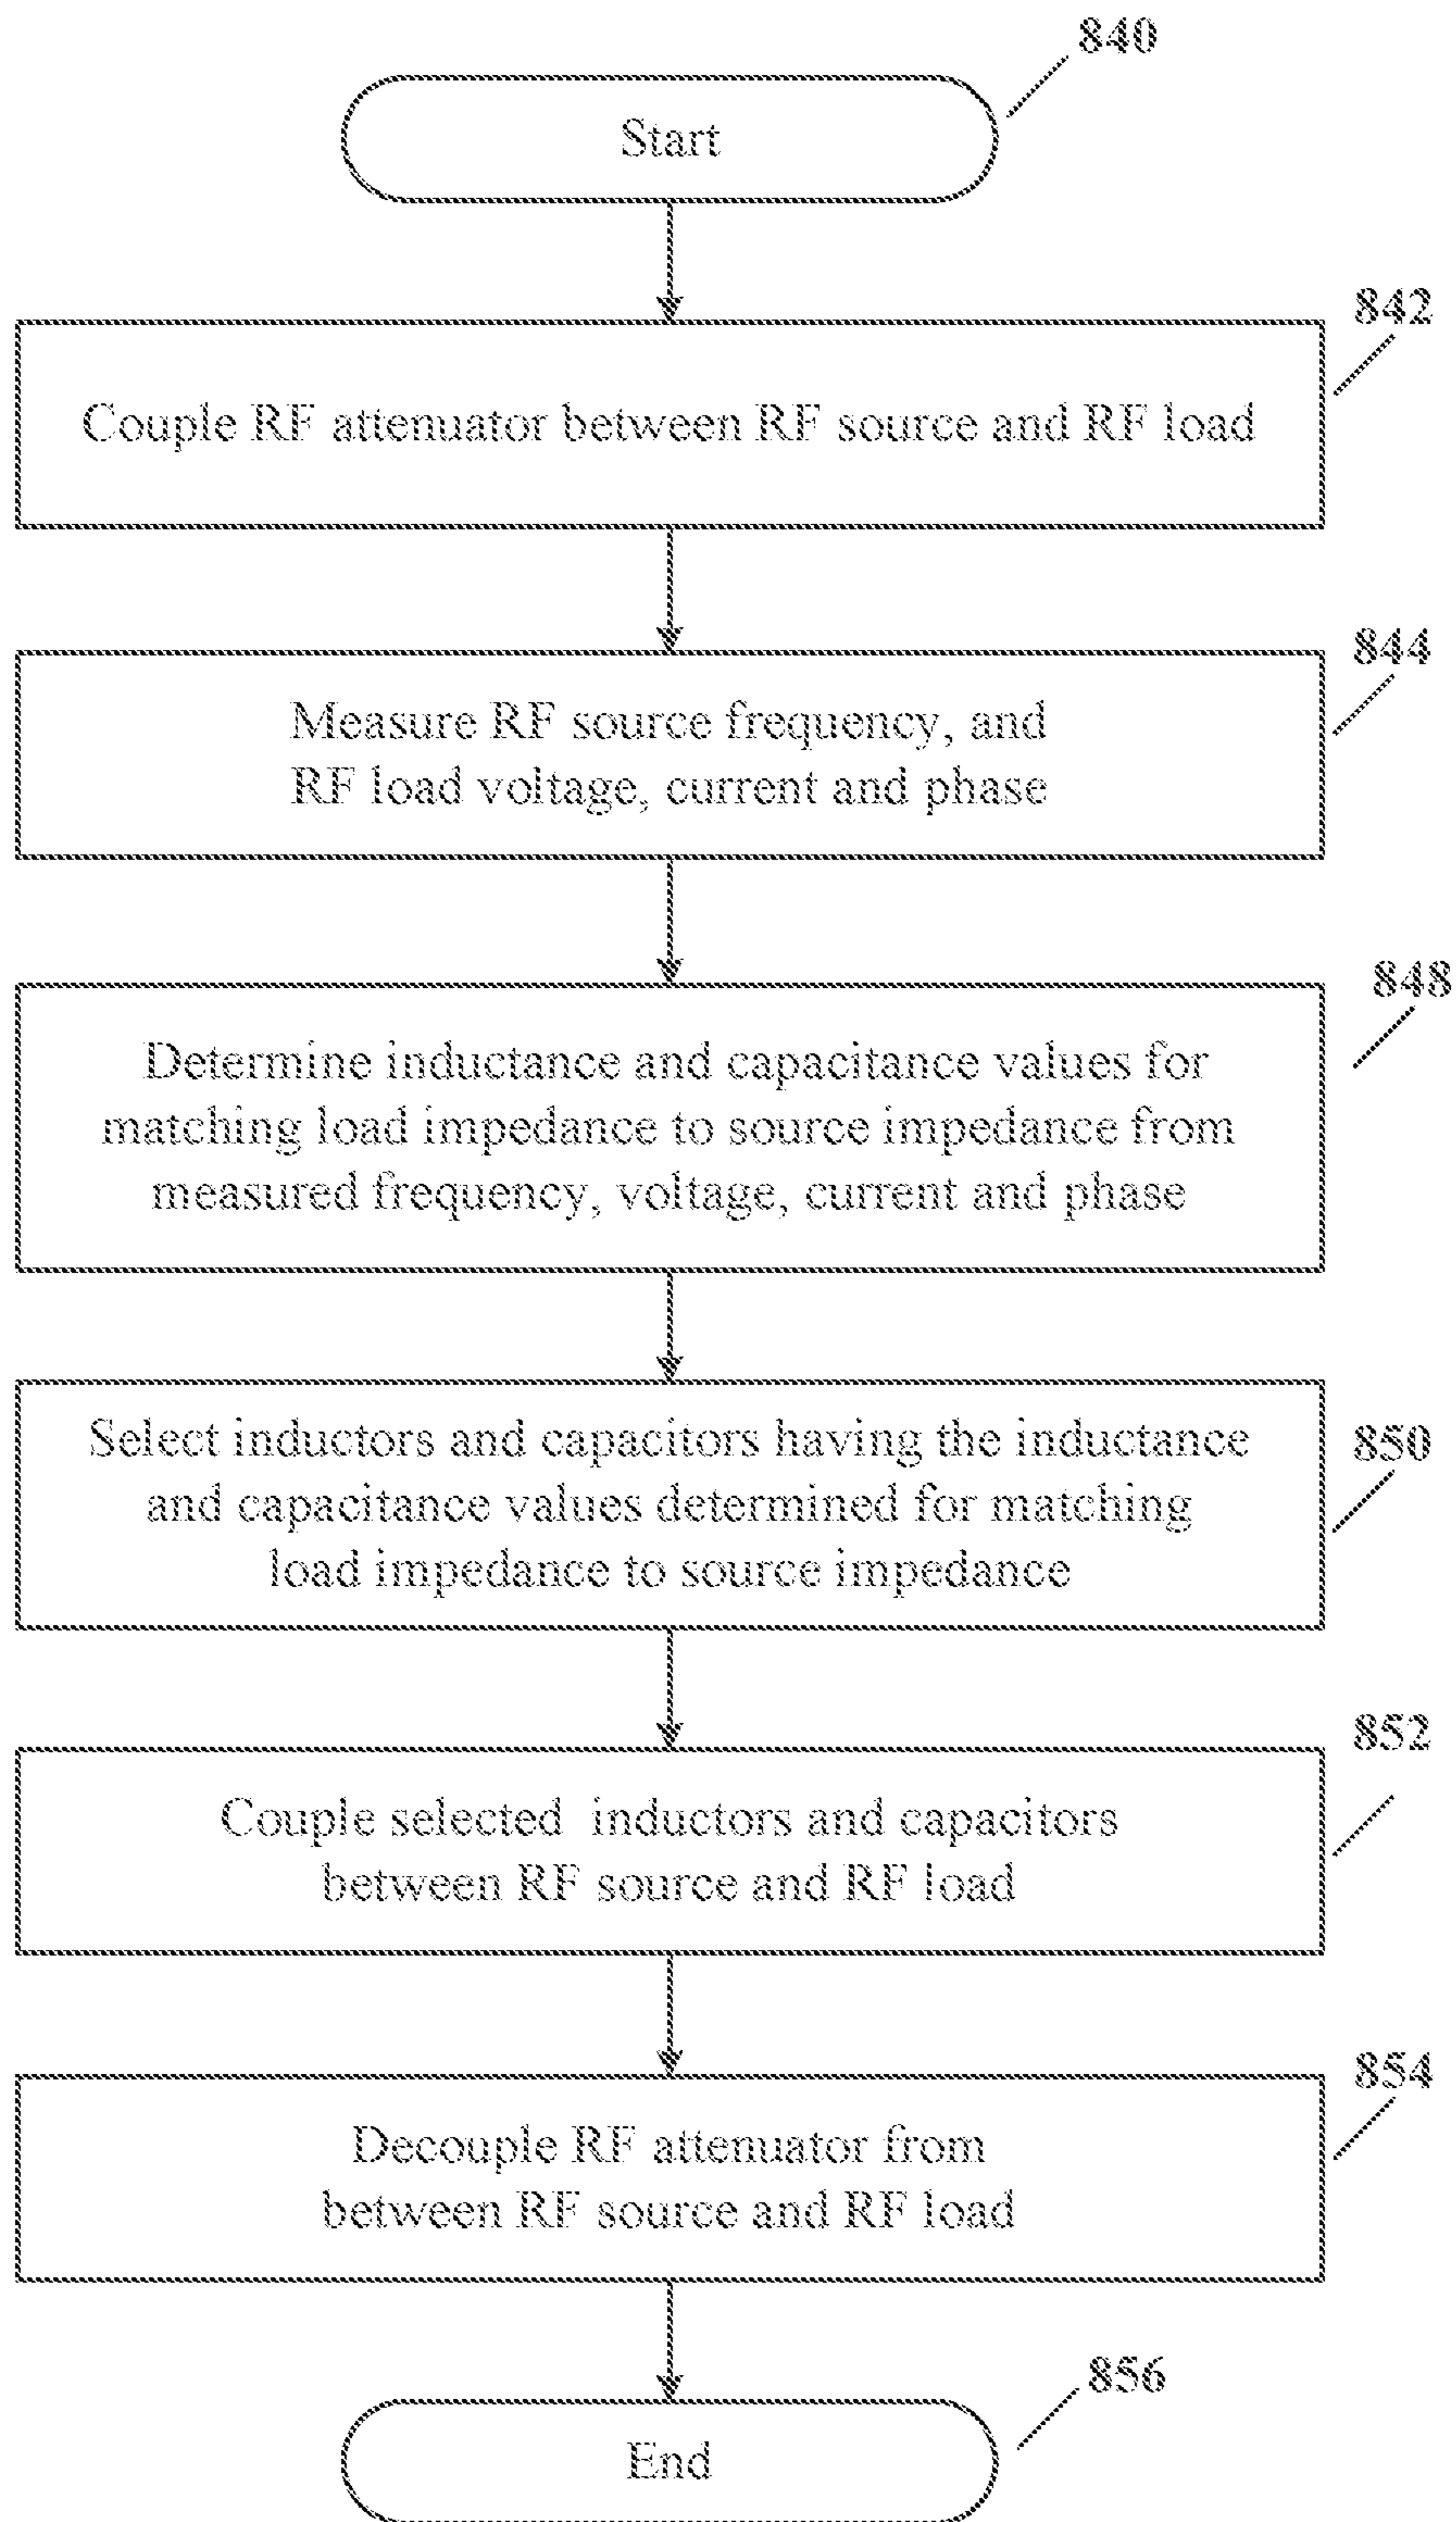 840
Start
842
Couple RF attenuator between RF source and RF load
844
Measure RF source frequency, and
RF load voltage, current and phase
848
Determine inductance and capacitance values for
matching load impedance to source impedance from
measured frequency, voltage, current and phase
850
Select inductors and capacitors having the inductance
and capacitance values determined for matching
load impedance to source impedance
852
Couple selected inductors and capacitors
between RF source and RF load
854
Decouple RF attenuator from
between RF source and RF load
856
End